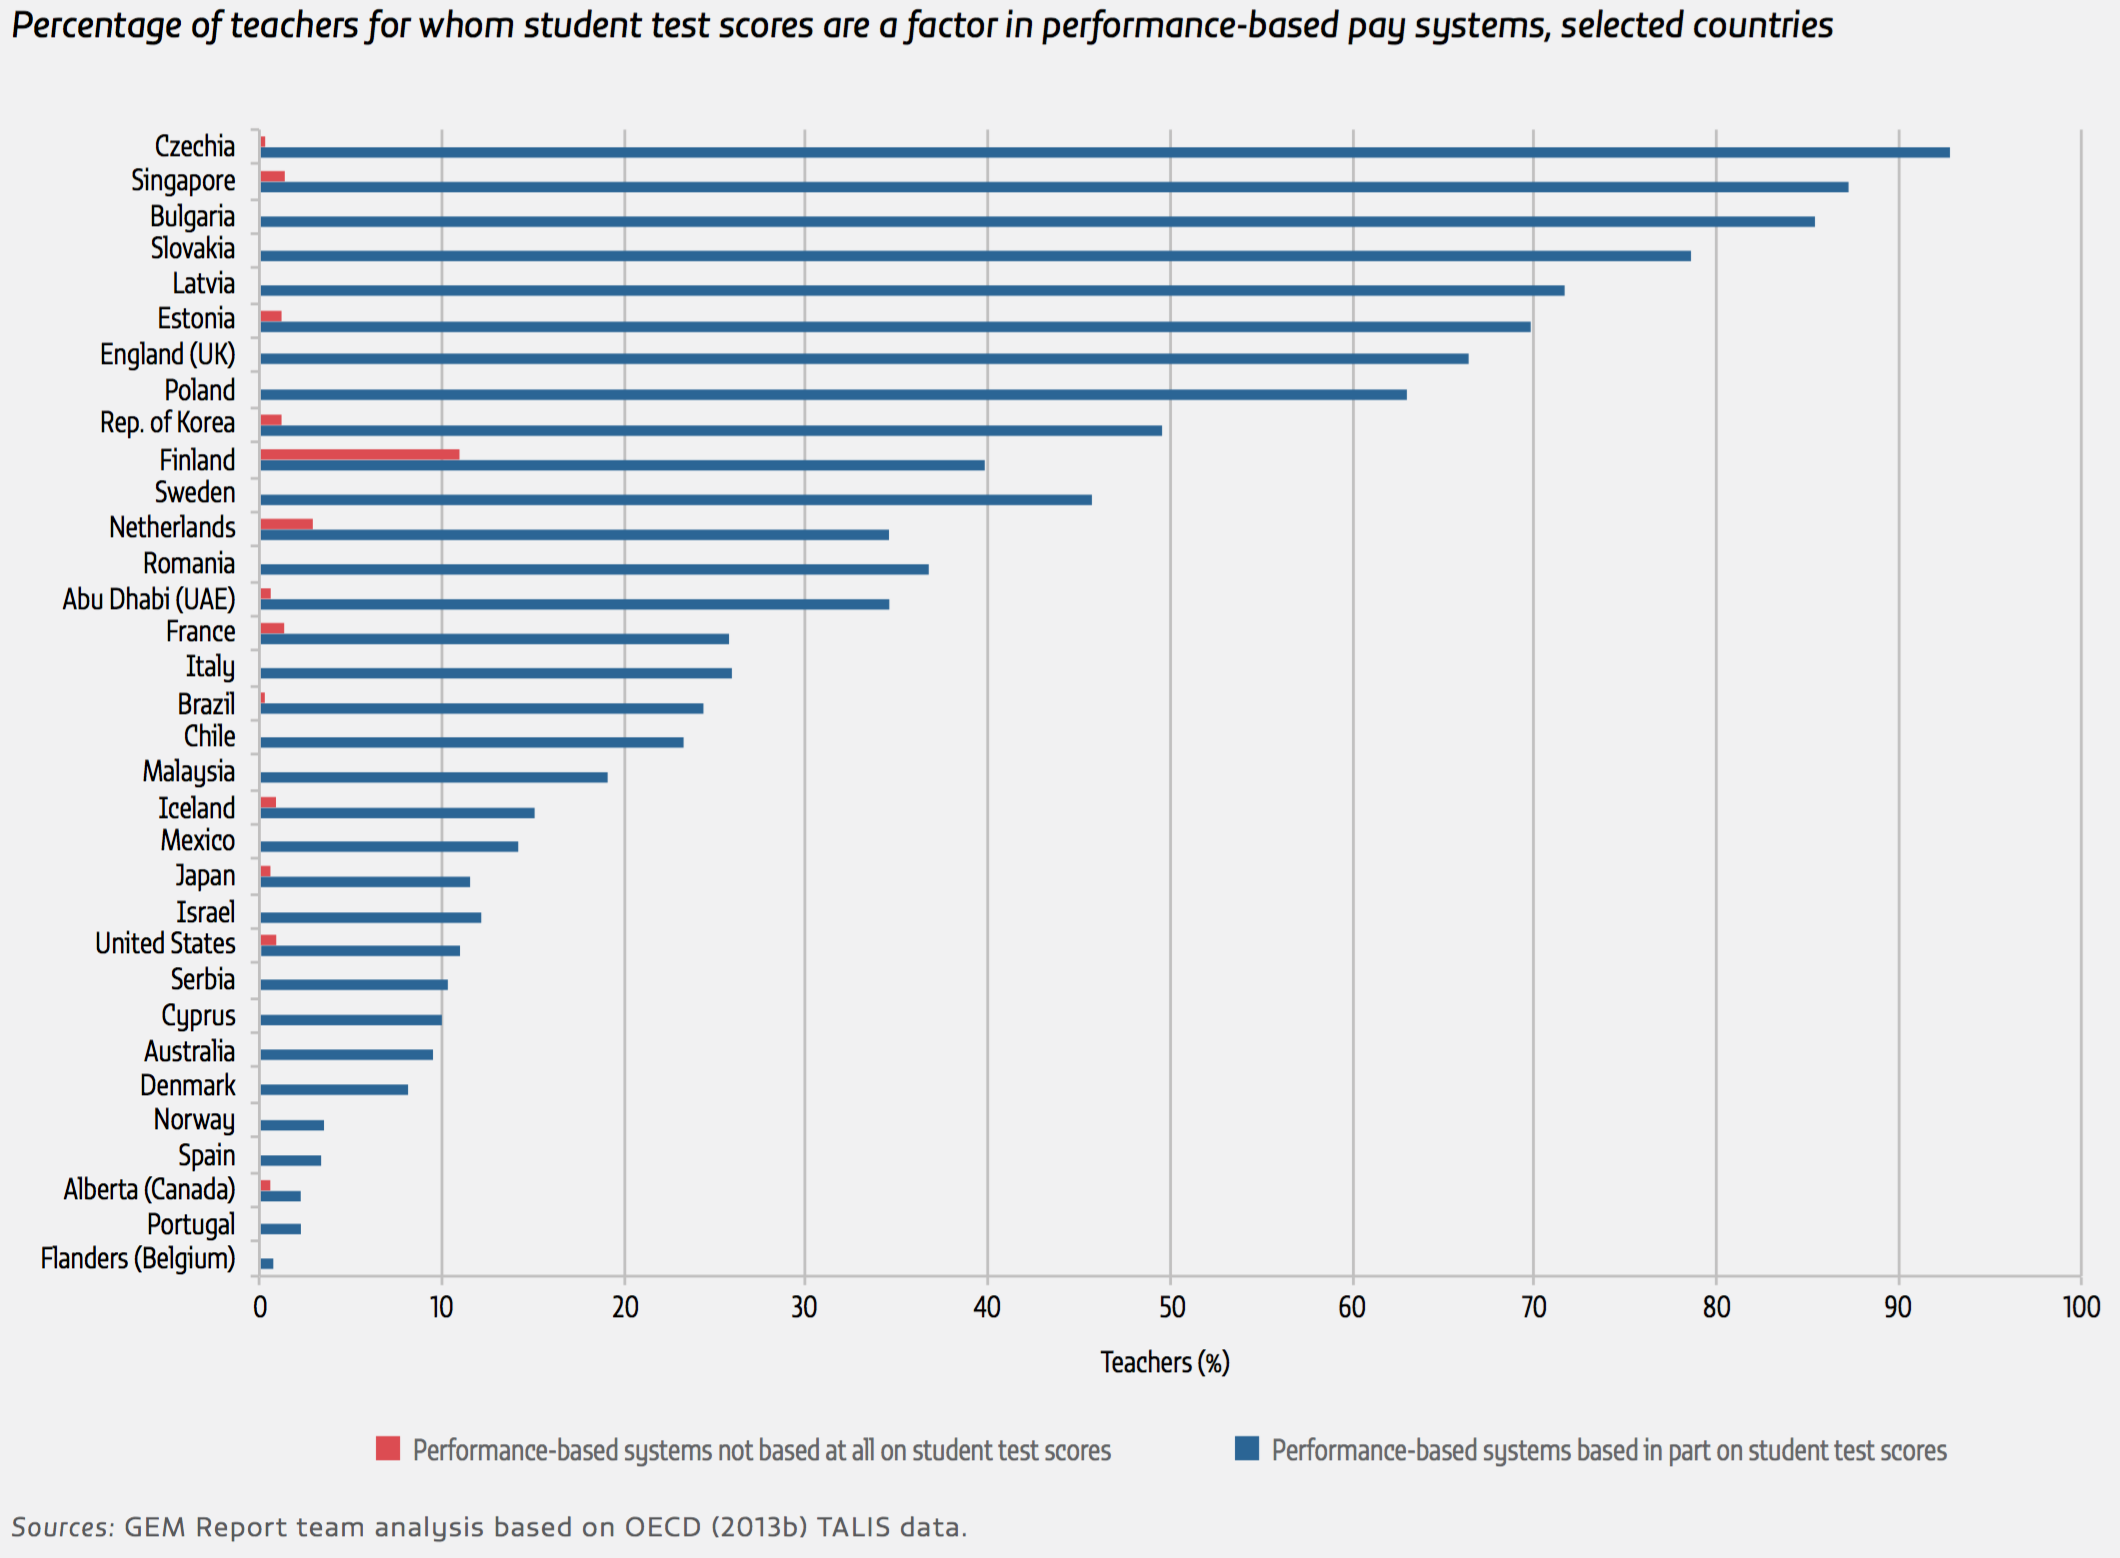 Percentage of teachers for whom student test scores are a factor in performance-based pay systems, selected countries
Czechia
Singapore
Bulgaria
Slovakia
Latvia
Estonia
England (UK)
Poland
Rep. of Korea
Finland
Sweden
Netherlands
Romania
Abu Dhabi (UAE)
France
Italy
Brazil
Chile
Malaysia
Iceland
Mexico
Japan
Israel
United States
Serbia
Cyprus
Australia
Denmark
Norway
Spain
Alberta (Canada)
Portugal
Flanders (Belgium)
0 10 20 30 40 50 60 70 80 90 100
Teachers (%)
Performance-based systems not based at all on student test scores Performance-based systems based in part on student test scores
Sources: GEM Report team analysis based on OECD (2013b) TALIS data.